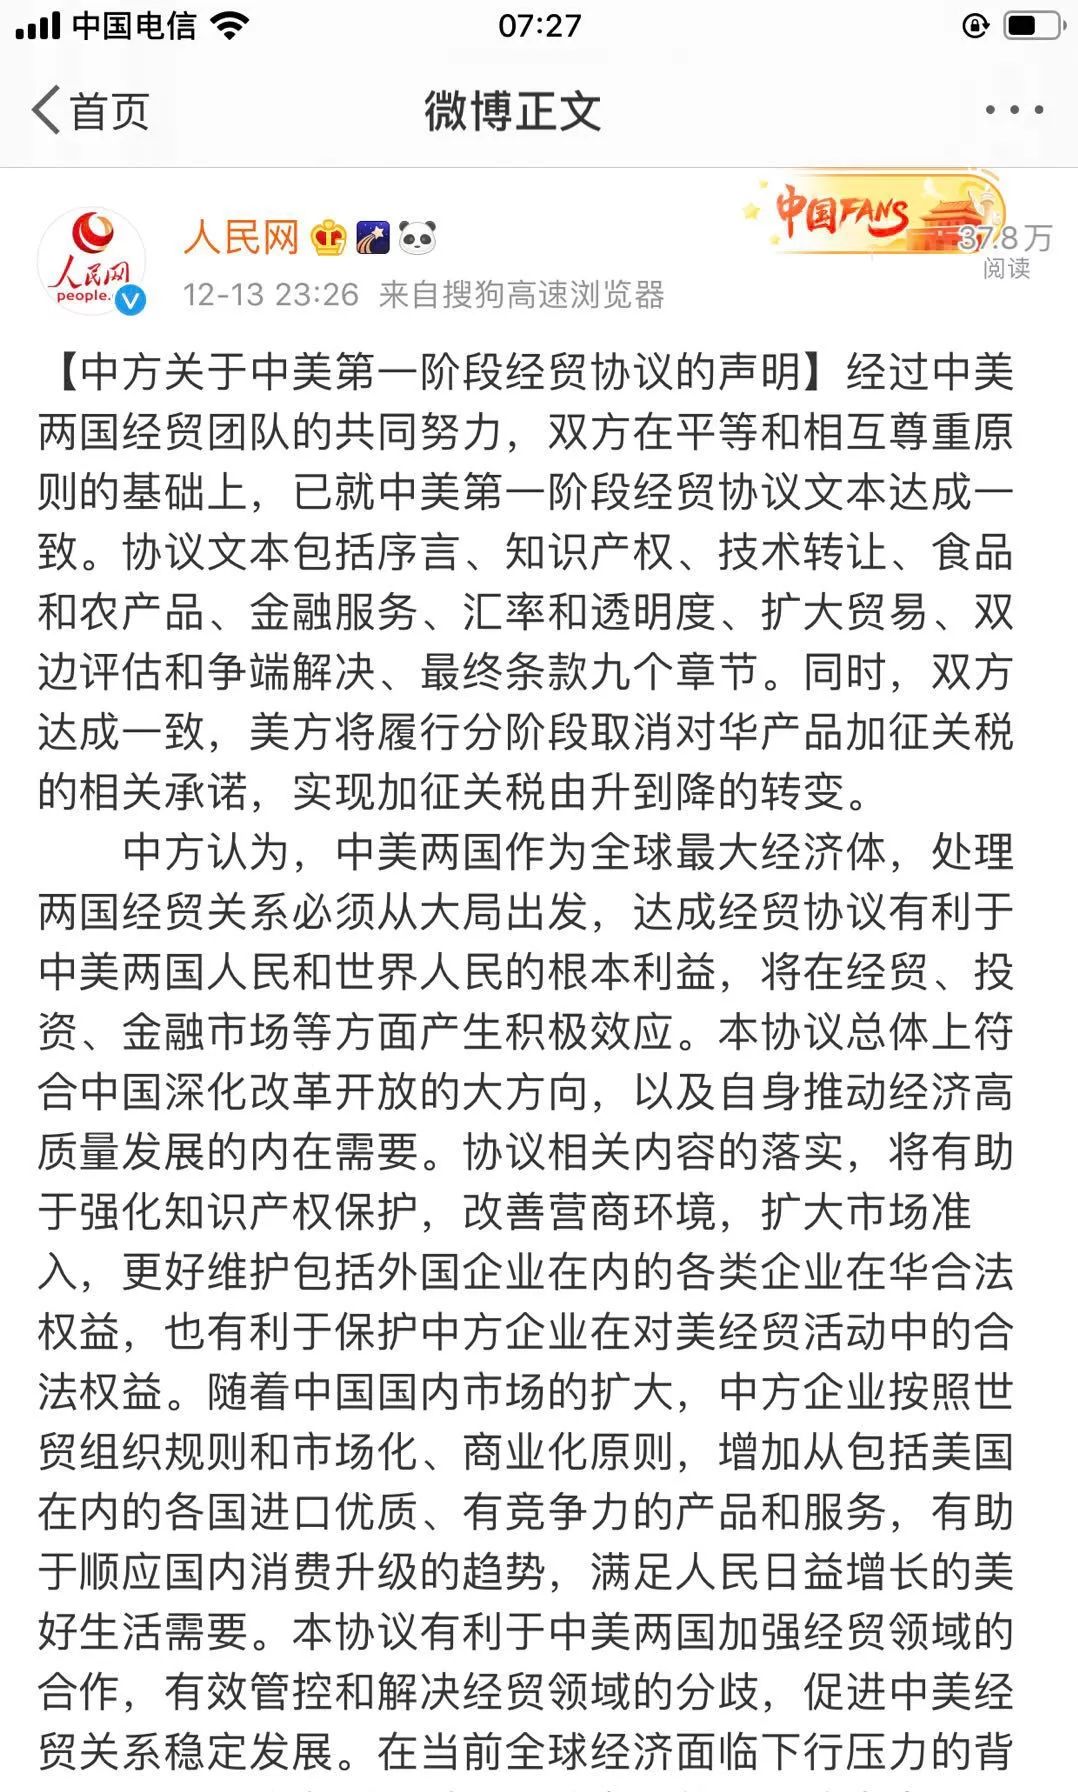 中国电信
07:27
首页
微博正文
中国FANS
人民网
37.8万
阅读
人民网
people.
12-13 23:26 来自搜狗高速浏览器
【中方关于中美第一阶段经贸协议的声明】经过中美
两国经贸团队的共同努力，双方在平等和相互尊重原
则的基础上，已就中美第一阶段经贸协议文本达成一
致。协议文本包括序言、知识产权、技术转让、食品
和农产品、金融服务、汇率和透明度、扩大贸易、双
边评估和争端解决、最终条款九个章节。同时，双方
达成一致，美方将履行分阶段取消对华产品加征关税
的相关承诺，实现加征关税由升到降的转变。
中方认为，中美两国作为全球最大经济体，处理
两国经贸关系必须从大局出发，达成经贸协议有利于
中美两国人民和世界人民的根本利益，将在经贸、投
资、金融市场等方面产生积极效应。本协议总体上符
合中国深化改革开放的大方向，以及自身推动经济高
质量发展的内在需要。协议相关内容的落实，将有助
于强化知识产权保护，改善营商环境，扩大市场准
入，更好维护包括外国企业在内的各类企业在华合法
权益，也有利于保护中方企业在对美经贸活动中的合
法权益。随着中国国内市场的扩大，中方企业按照世
贸组织规则和市场化、商业化原则，增加从包括美国
在内的各国进口优质、有竞争力的产品和服务，有助
于顺应国内消费升级的趋势，满足人民日益增长的美
好生活需要。本协议有利于中美两国加强经贸领域的
合作，有效管控和解决经贸领域的分歧，促进中美经
贸关系稳定发展。在当前全球经济面临下行压力的背